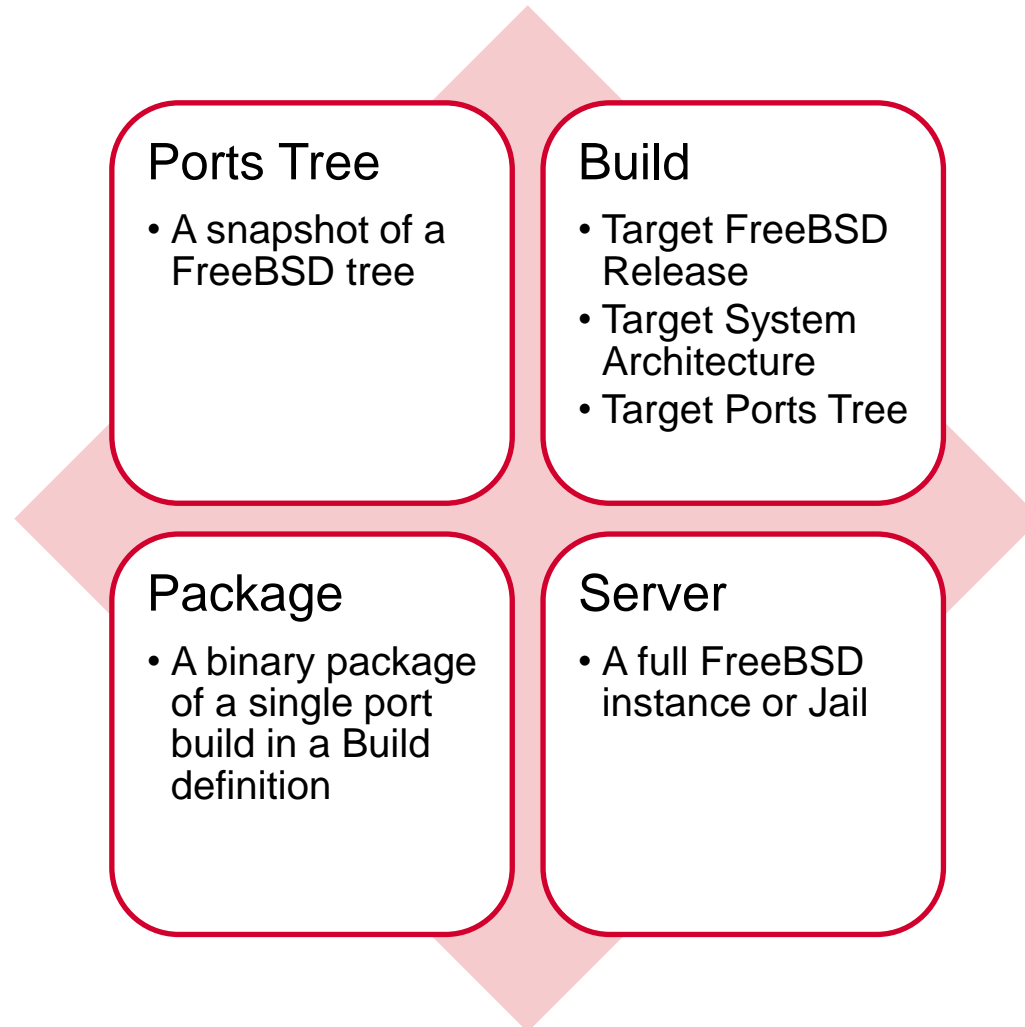 Ports Tree
• A snapshot of a
FreeBSD tree
Build
• Target FreeBSD
Release
• Target System
Architecture
• Target Ports Tree
Package
• A binary package
of a single port
build in a Build
definition
Server
• A full FreeBSD
instance or Jail